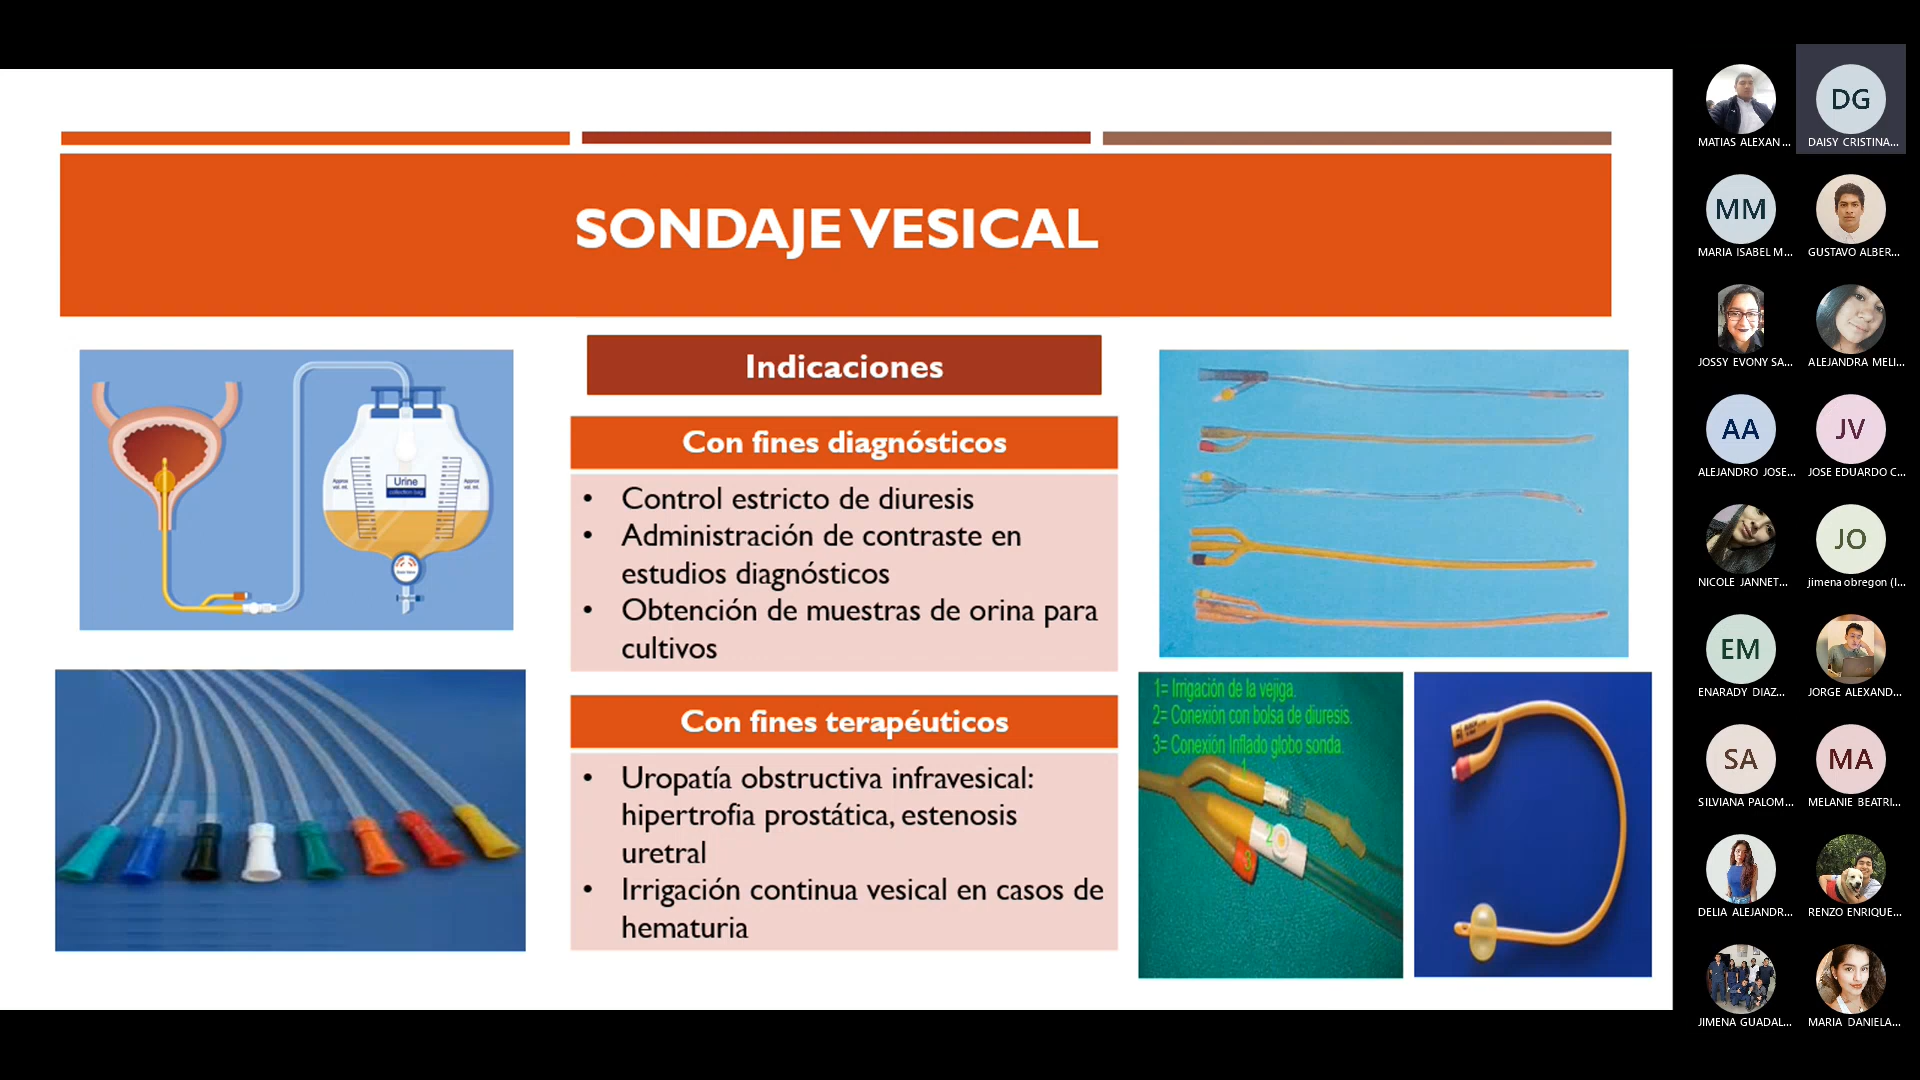 SONDAJE VESICAL
Urine
collection bag
Indicaciones
Con fines diagnósticos
• Control estricto de diuresis
• Administración de contraste en
estudios diagnósticos
• Obtención de muestras de orina para
cultivos
Con fines terapéuticos
• Uropatía obstructiva infravesical:
hipertrofia prostática, estenosis
uretral
• Irrigación continua vesical en casos de
hematuria
1= Irrigación de la vejiga.
2= Conexión con bolsa de diuresis.
3= Conexión Inflado globo sonda.
1
2
3
MATIAS ALEXAN...
DG
DAISY CRISTINA...
MM
MARIA ISABEL M...
GUSTAVO ALBER...
JOSSY EVONY SA...
ALEJANDRA MELI...
AA
ALEJANDRO JOSE...
JV
JOSE EDUARDO C...
NICOLE JANNET...
JO
jimena obregon (I...
EM
ENARADY DIAZ...
JORGE ALEXAND...
SA
SILVIANA PALOM...
MA
MELANIE BEATRI...
DELIA ALEJANDR...
RENZO ENRIQUE...
JIMENA GUADAL...
MARIA DANIELA...